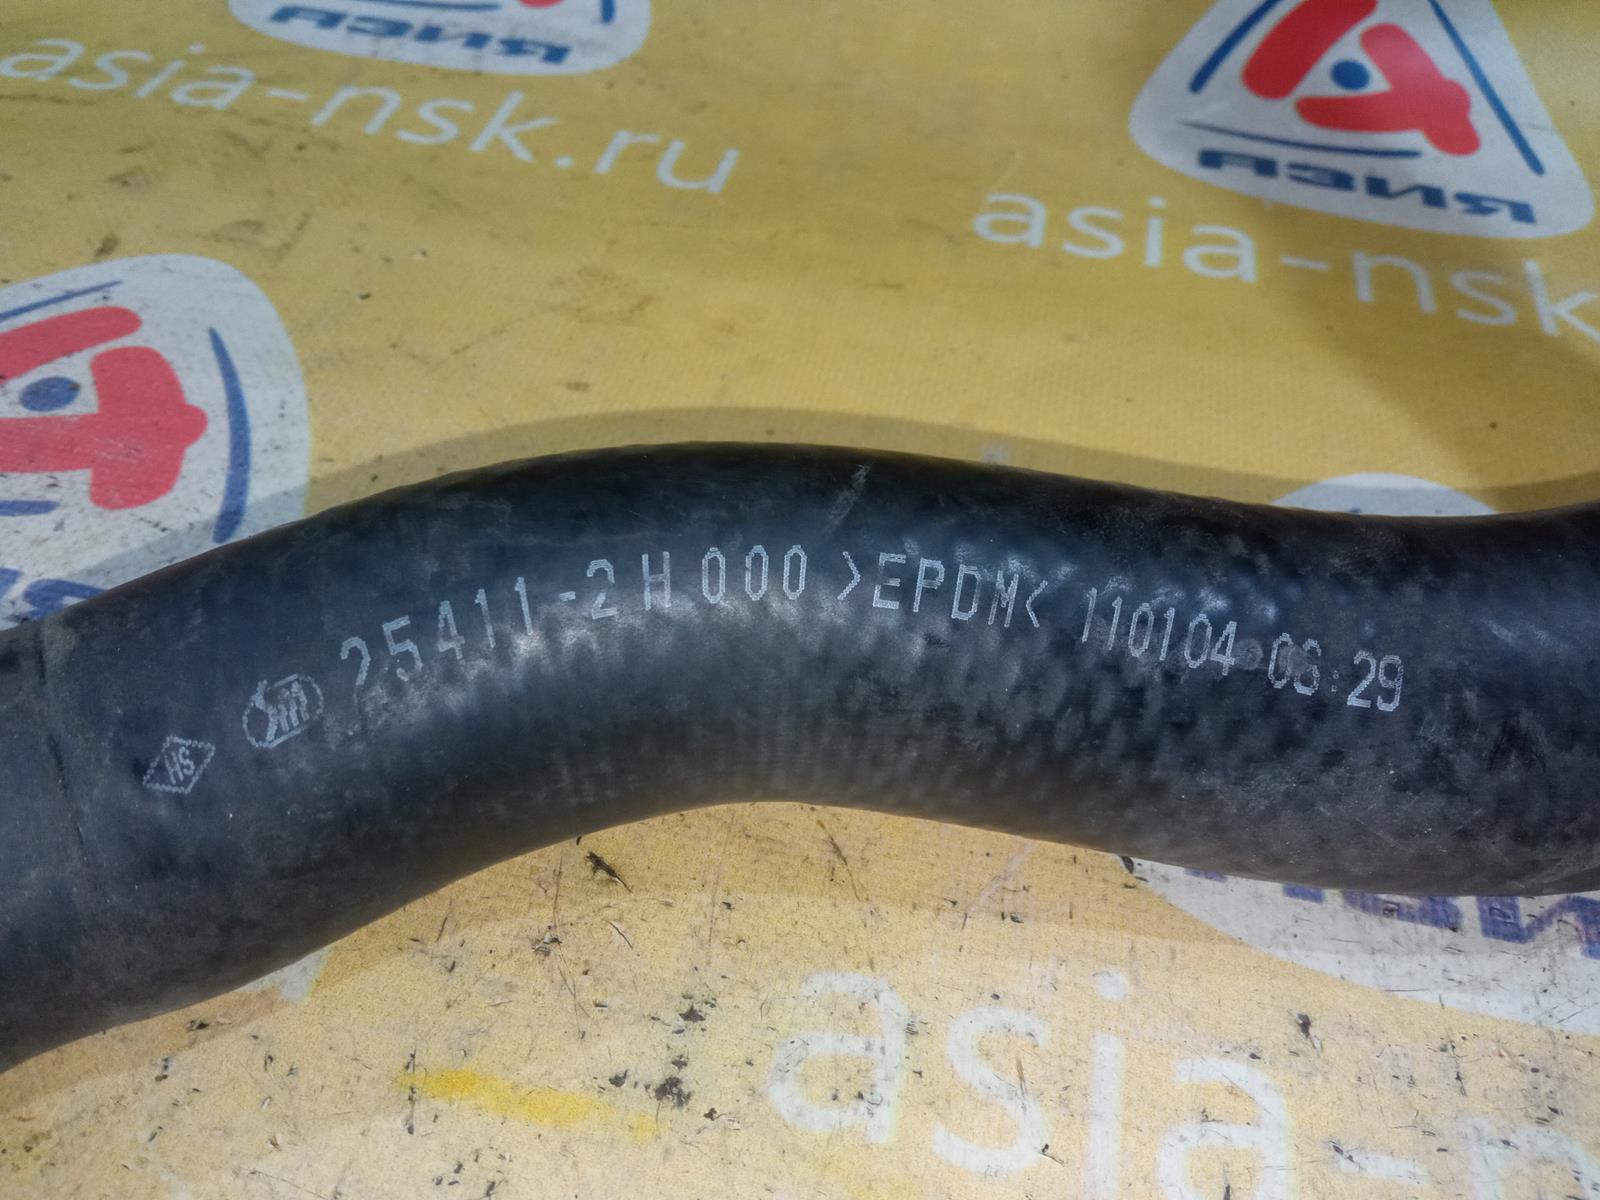 АЗИЯ
asia-nsk.ru
АЗИЯ
asia-nsk
HS 25411-2H000 >EPDM< 110104 06:29
asia-n